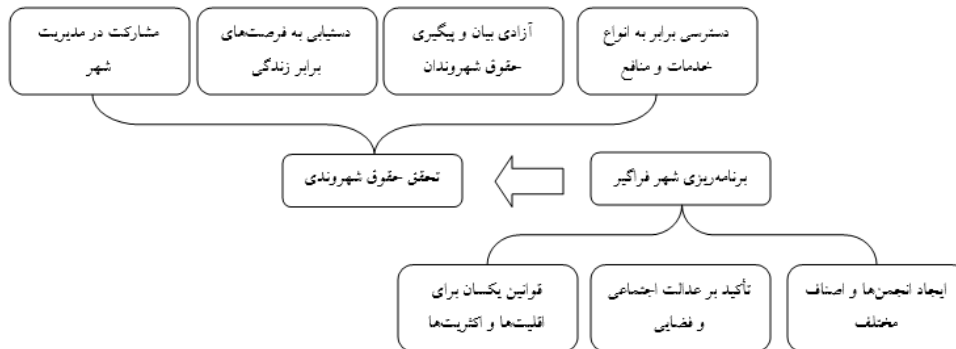 دسترسی برابر به انواع
خدمات و منافع
آزادی بیان و پیگیری
حقوق شهروندان
دستیابی به فرصت‌های
برابر زندگی
مشارکت در مدیریت
شهر
برنامه‌ریزی شهر فراگیر
تحقق حقوق شهروندی
ایجاد انجمن‌ها و اصناف
مختلف
تأکید بر عدالت اجتماعی
و فضایی
قوانین یکسان برای
اقلیت‌ها و اکثریت‌ها